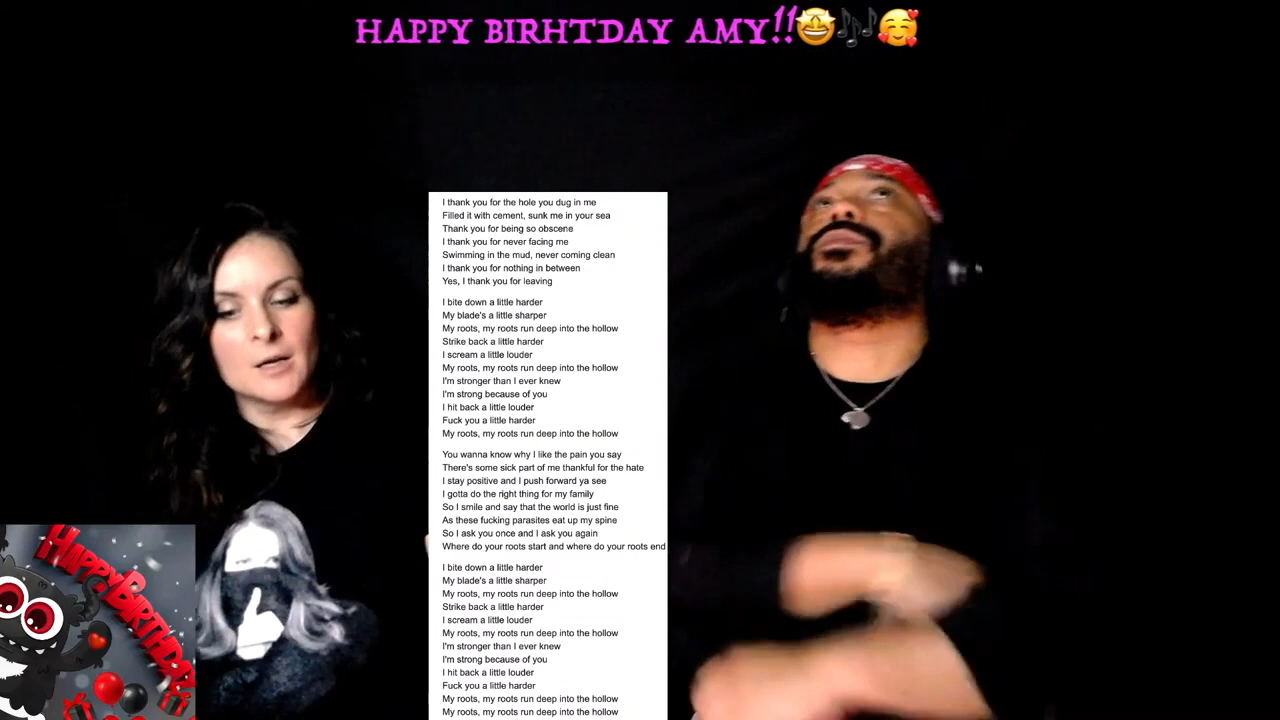 HAPPY BIRHTDAY AMY!!🤩🎶🥰
I thank you for the hole you dug in me
Filled it with cement, sunk me in your sea
Thank you for being so obscene
I thank you for never facing me
Swimming in the mud, never coming clean
I thank you for nothing in between
Yes, I thank you for leaving
I bite down a little harder
My blade's a little sharper
My roots, my roots run deep into the hollow
Strike back a little harder
I scream a little louder
My roots, my roots run deep into the hollow
I'm stronger than I ever knew
I'm strong because of you
I hit back a little louder
Fuck you a little harder
My roots, my roots run deep into the hollow
You wanna know why I like the pain you say
There's some sick part of me thankful for the hate
I stay positive and I push forward ya see
I gotta do the right thing for my family
So I smile and say that the world is just fine
As these fucking parasites eat up my spine
So I ask you once and I ask you again
Where do your roots start and where do your roots end
I bite down a little harder
My blade's a little sharper
My roots, my roots run deep into the hollow
Strike back a little harder
I scream a little louder
My roots, my roots run deep into the hollow
I'm stronger than I ever knew
I'm strong because of you
I hit back a little louder
Fuck you a little harder
My roots, my roots run deep into the hollow
My roots, my roots run deep into the hollow
HAPPY BIRTHDAY